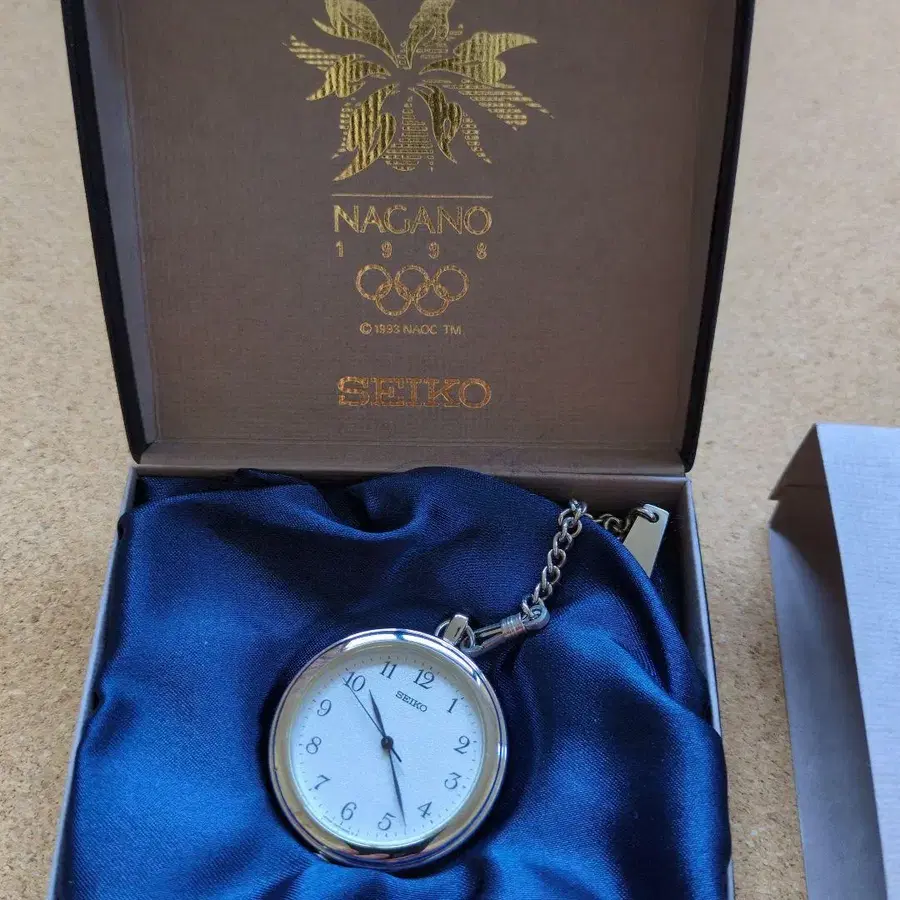 NAGANO
1998
©1993 NAOC TM
SEIKO
11 12
10 1
SEIKO
9 2
8 3
7 4
6 5